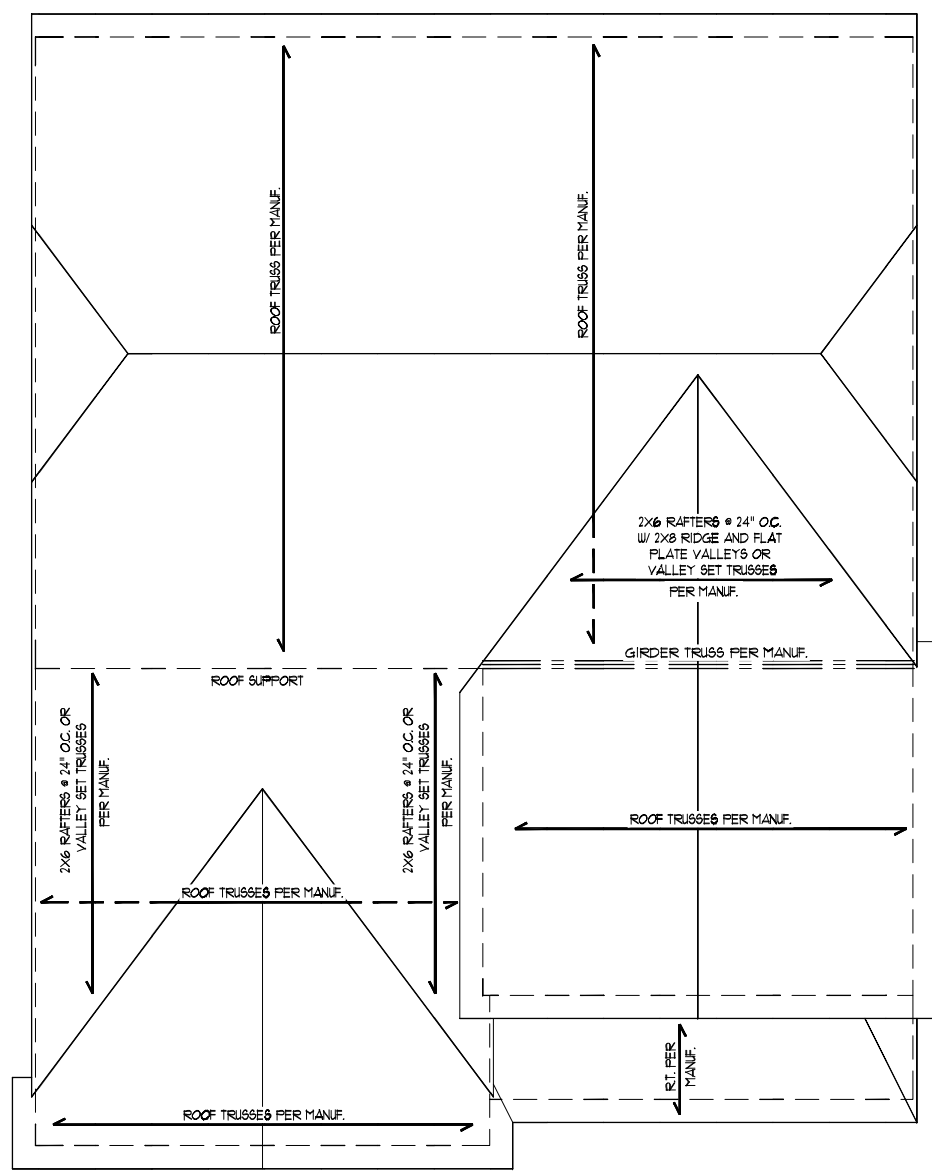 ROOF TRUSS PER MANUF.
ROOF TRUSS PER MANUF.
2X6 RAFTERS @ 24" O.C.
W/ 2X8 RIDGE AND FLAT
PLATE VALLEYS OR
VALLEY SET TRUSSES
PER MANUF.
GIRDER TRUSS PER MANUF.
ROOF SUPPORT
2X6 RAFTERS @ 24" O.C. OR
VALLEY SET TRUSSES
PER MANUF.
2X6 RAFTERS @ 24" O.C. OR
VALLEY SET TRUSSES
PER MANUF.
ROOF TRUSSES PER MANUF.
ROOF TRUSSES PER MANUF.
R.T. PER
MANUF.
ROOF TRUSSES PER MANUF.